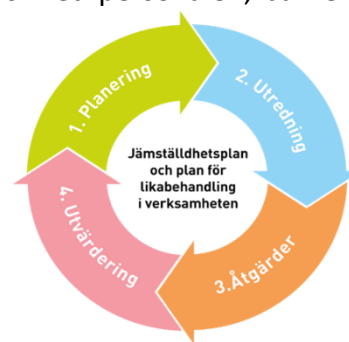 1. Planering
2. Utredning
Jämställdhetsplan
och plan för
likabehandling
i verksamheten
3.Åtgärder
4. Utvärdering